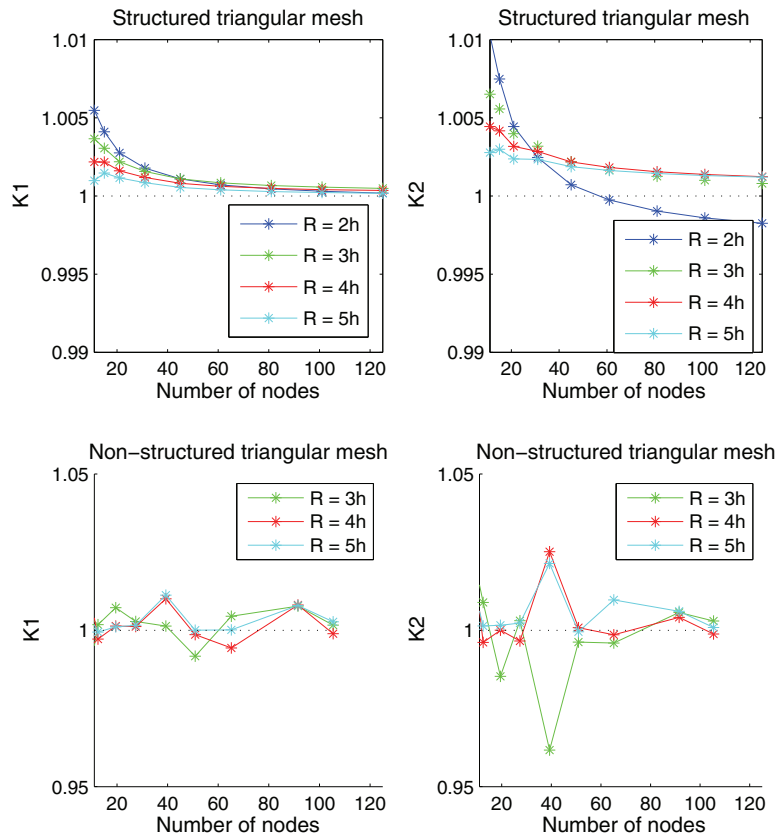 Structured triangular mesh
1.01
1.005
1
0.995
0.99
K1
20 40 60 80 100 120
Number of nodes
R = 2h
R = 3h
R = 4h
R = 5h
Structured triangular mesh
1.01
1.005
1
0.995
0.99
K2
20 40 60 80 100 120
Number of nodes
R = 2h
R = 3h
R = 4h
R = 5h
Non−structured triangular mesh
1.05
1
0.95
K1
20 40 60 80 100 120
Number of nodes
R = 3h
R = 4h
R = 5h
Non−structured triangular mesh
1.05
1
0.95
K2
20 40 60 80 100 120
Number of nodes
R = 3h
R = 4h
R = 5h